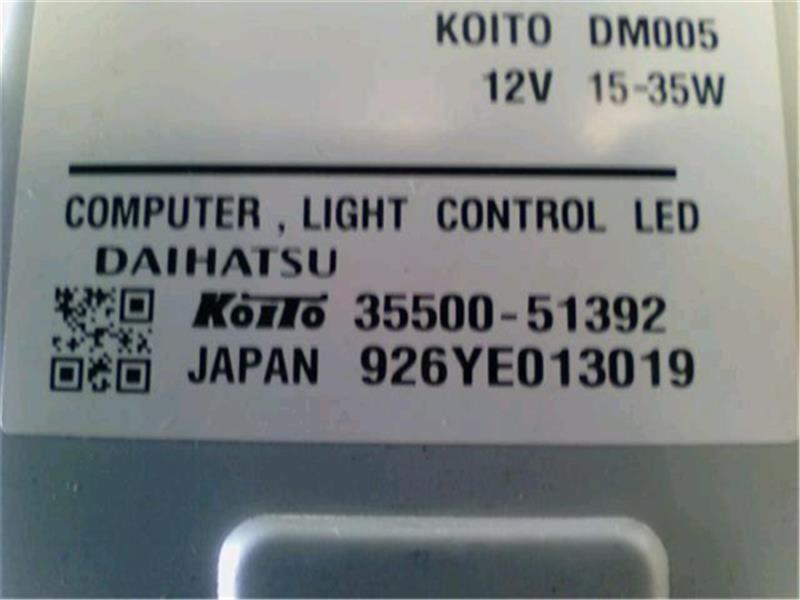 KOITO DM005
12V 15-35W
COMPUTER , LIGHT CONTROL LED
DAIHATSU
KOITO 35500-51392
JAPAN 926YE013019